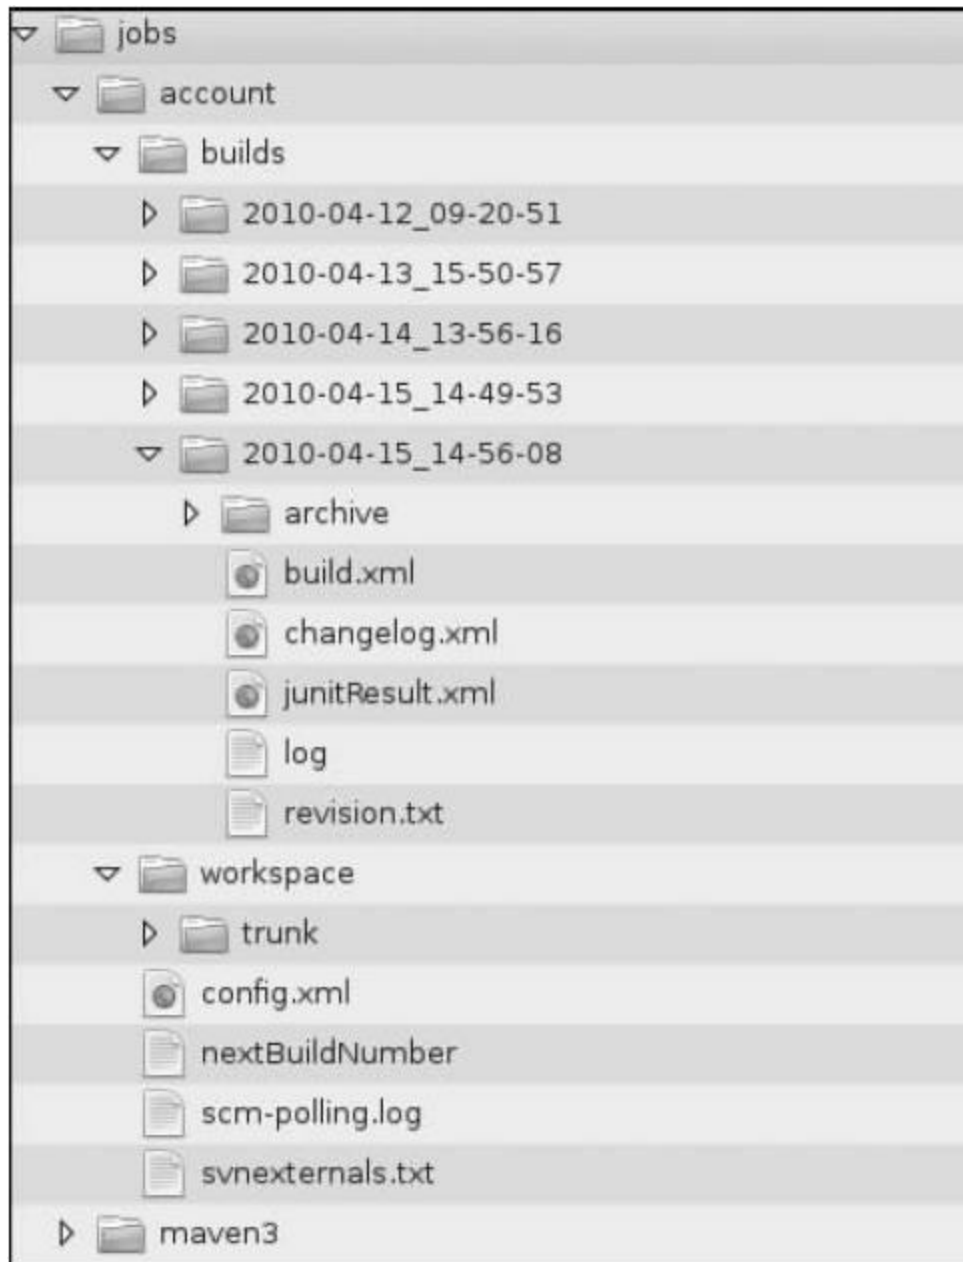 jobs
account
builds
2010-04-12_09-20-51
2010-04-13_15-50-57
2010-04-14_13-56-16
2010-04-15_14-49-53
2010-04-15_14-56-08
archive
build.xml
changelog.xml
junitResult.xml
log
revision.txt
workspace
trunk
config.xml
nextBuildNumber
scm-polling.log
svnexternals.txt
maven3